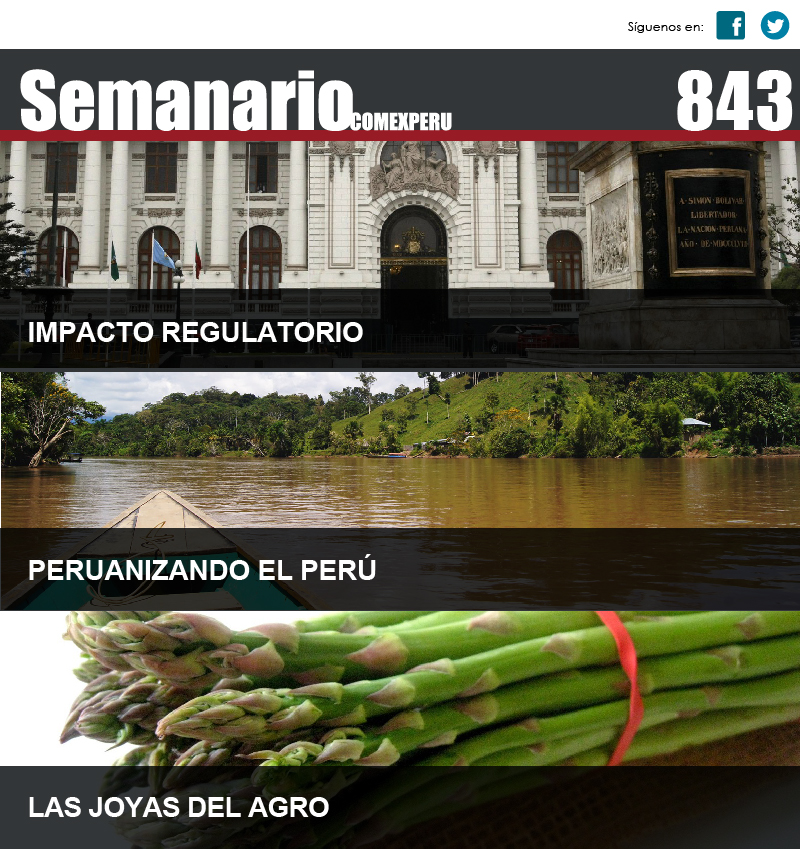 Síguenos en:
Semanario COMEXPERU
843
A SIMON BOLIVAR
LIBERTADOR
LA NACION PERUANA
AÑO DE MDCCCLVIII
IMPACTO REGULATORIO
PERUANIZANDO EL PERÚ
LAS JOYAS DEL AGRO